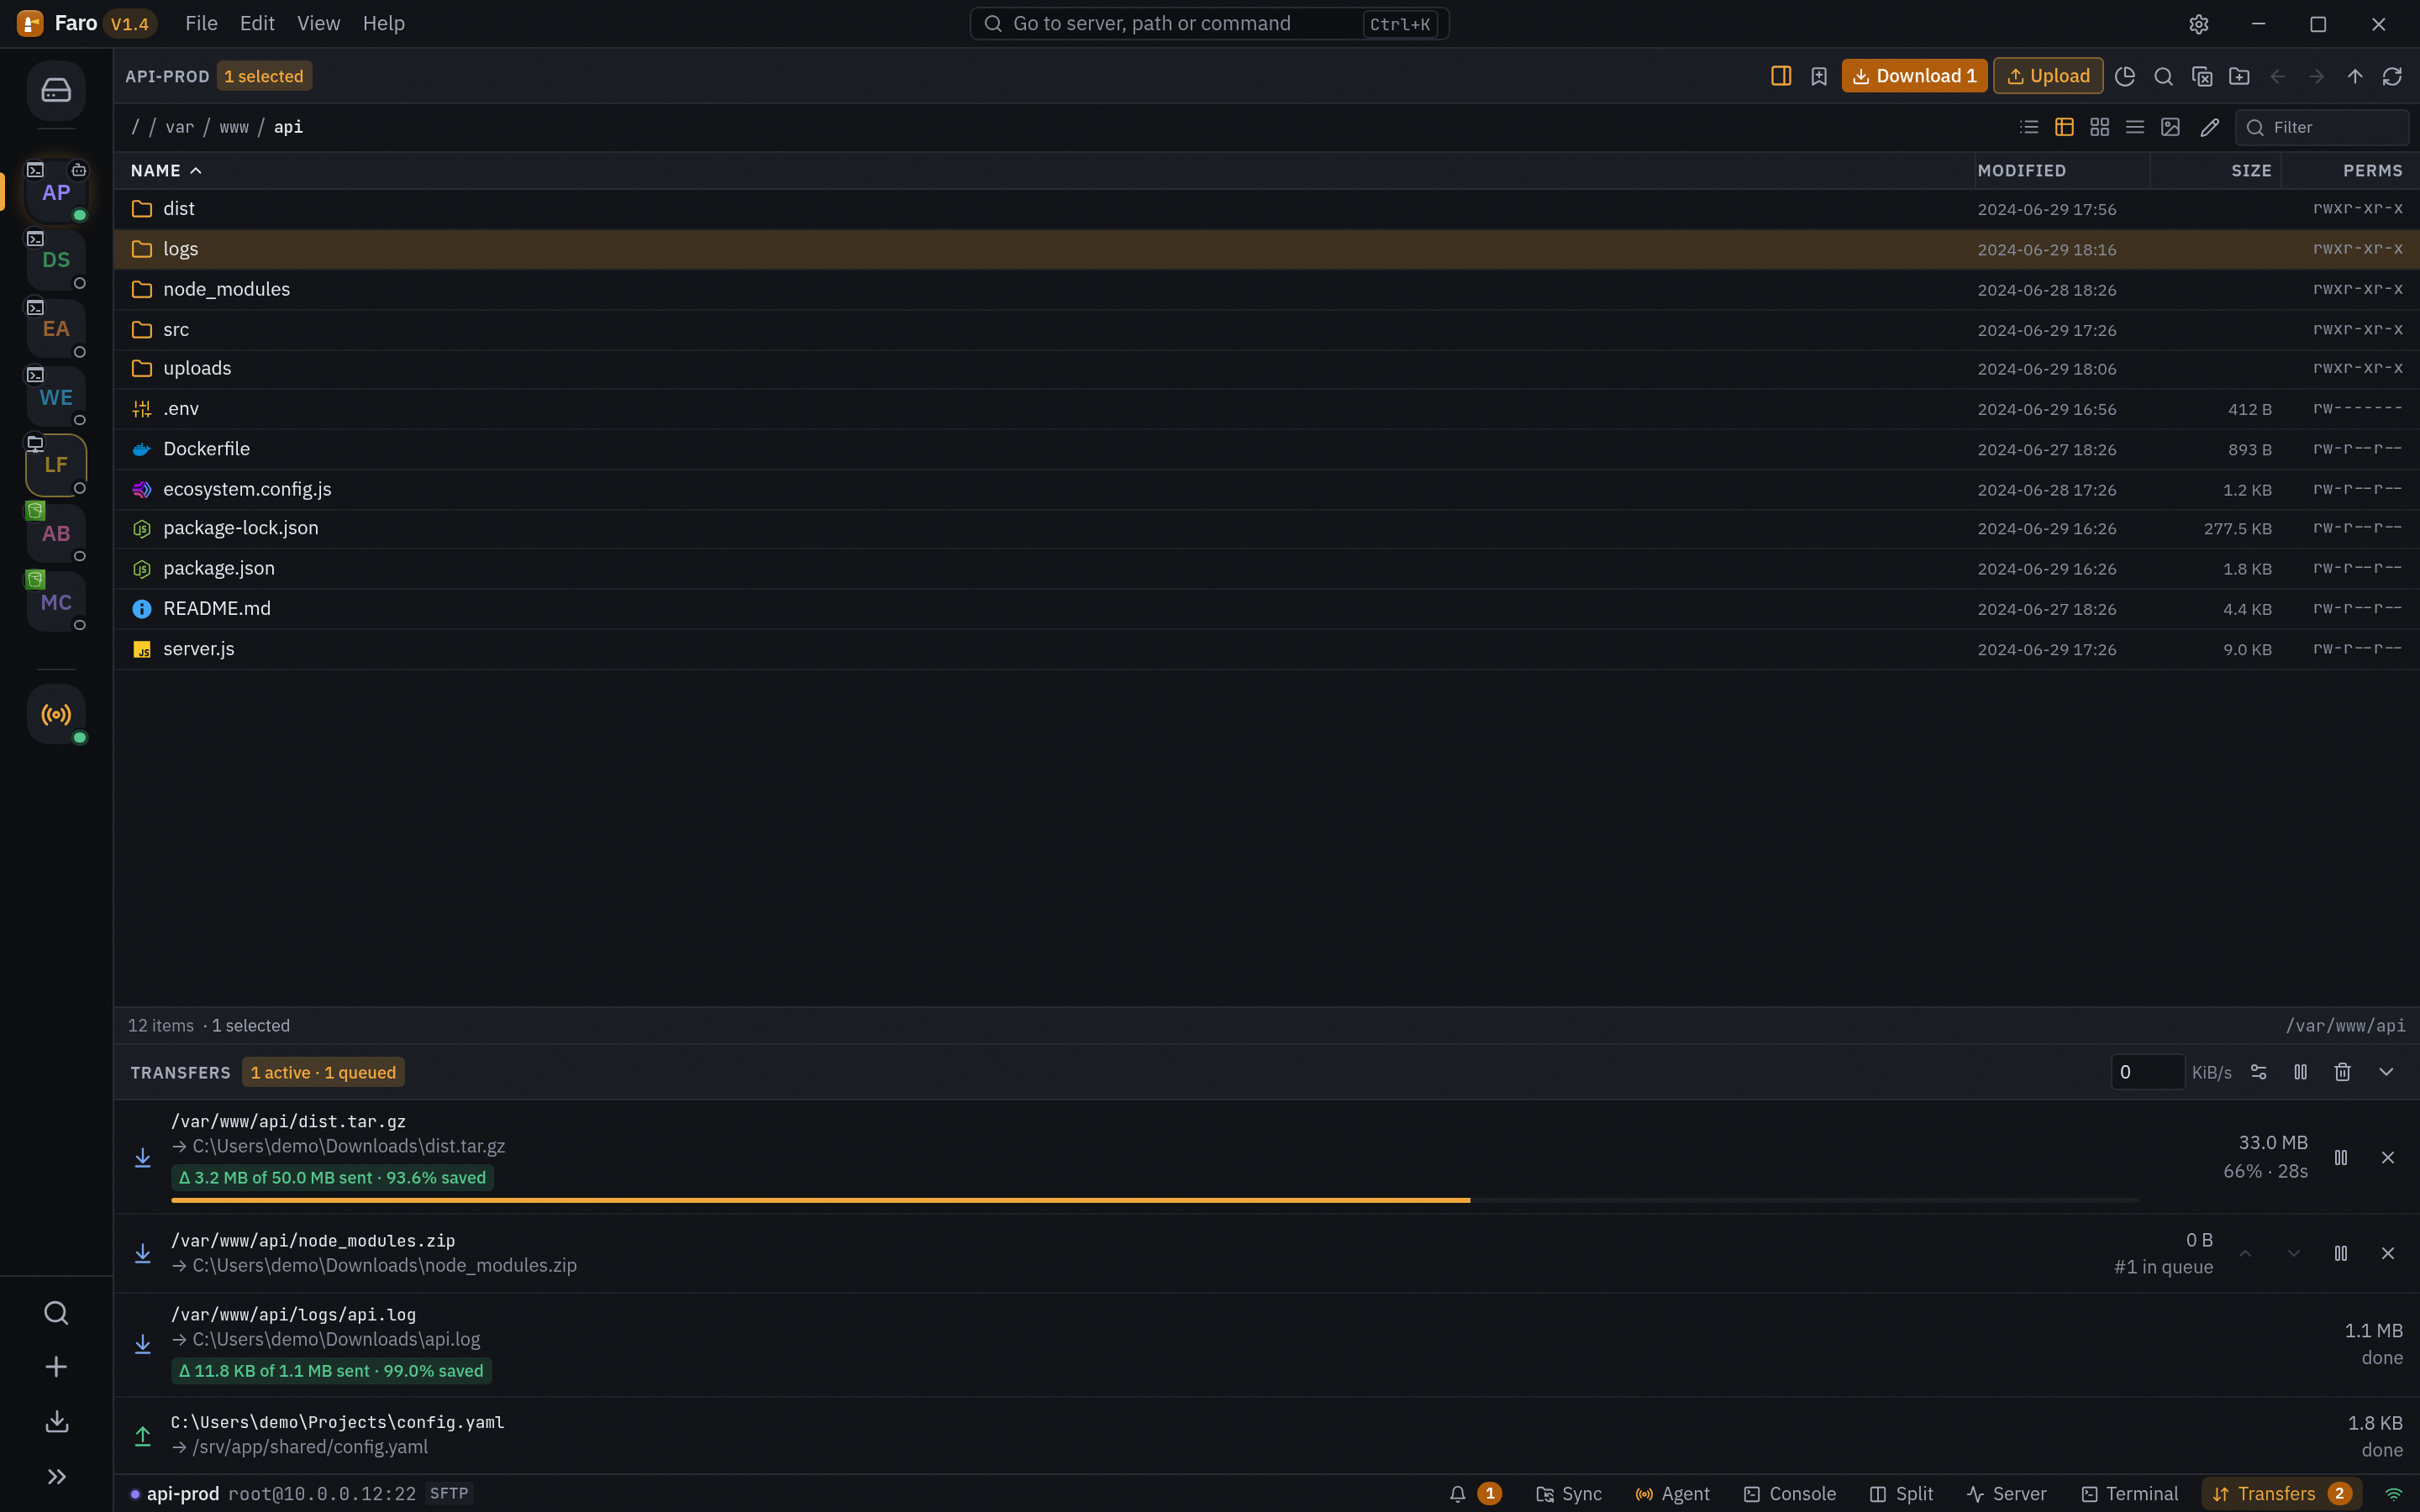 Faro V1.4 File Edit View Help Go to server, path or command Ctrl+K
API-PROD 1 selected Download 1 Upload
/ / var / www / api Filter
NAME MODIFIED SIZE PERMS
dist 2024-06-29 17:56 rwxr-xr-x
logs 2024-06-29 18:16 rwxr-xr-x
node_modules 2024-06-28 18:26 rwxr-xr-x
src 2024-06-29 17:26 rwxr-xr-x
uploads 2024-06-29 18:06 rwxr-xr-x
.env 2024-06-29 16:56 412 B rw-------
Dockerfile 2024-06-27 18:26 893 B rw-r--r--
ecosystem.config.js 2024-06-28 17:26 1.2 KB rw-r--r--
package-lock.json 2024-06-29 16:26 277.5 KB rw-r--r--
package.json 2024-06-29 16:26 1.8 KB rw-r--r--
README.md 2024-06-27 18:26 4.4 KB rw-r--r--
server.js 2024-06-29 17:26 9.0 KB rw-r--r--
AP
DS
EA
WE
LF
AB
MC
12 items · 1 selected /var/www/api
TRANSFERS 1 active · 1 queued 0 KiB/s
/var/www/api/dist.tar.gz
→ C:\Users\demo\Downloads\dist.tar.gz
Δ 3.2 MB of 50.0 MB sent · 93.6% saved
33.0 MB
66% · 28s
/var/www/api/node_modules.zip
→ C:\Users\demo\Downloads\node_modules.zip
0 B
#1 in queue
/var/www/api/logs/api.log
→ C:\Users\demo\Downloads\api.log
Δ 11.8 KB of 1.1 MB sent · 99.0% saved
1.1 MB
done
C:\Users\demo\Projects\config.yaml
→ /srv/app/shared/config.yaml
1.8 KB
done
api-prod root@10.0.0.12:22 SFTP 1 Sync Agent Console Split Server Terminal Transfers 2